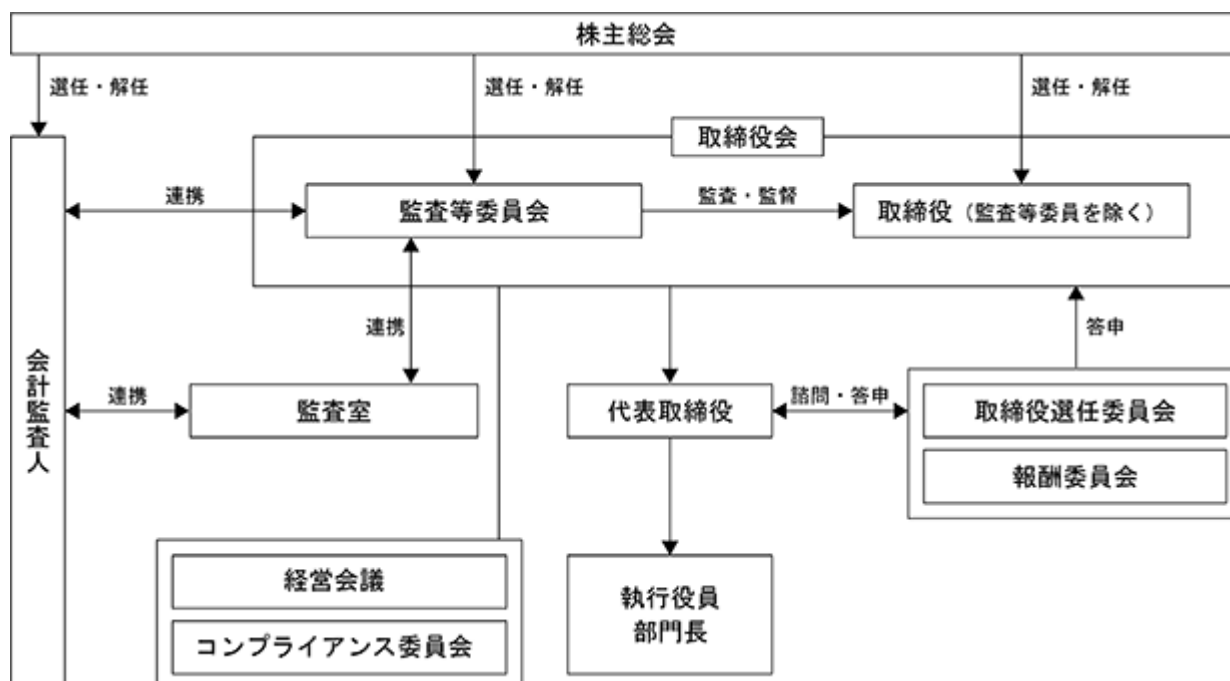 株主総会
選任・解任
選任・解任
選任・解任
取締役会
連携
監査等委員会
監査・監督
取締役（監査等委員を除く）
連携
答申
会計監査人
連携
監査室
代表取締役
諮問・答申
取締役選任委員会
報酬委員会
経営会議
コンプライアンス委員会
執行役員
部門長